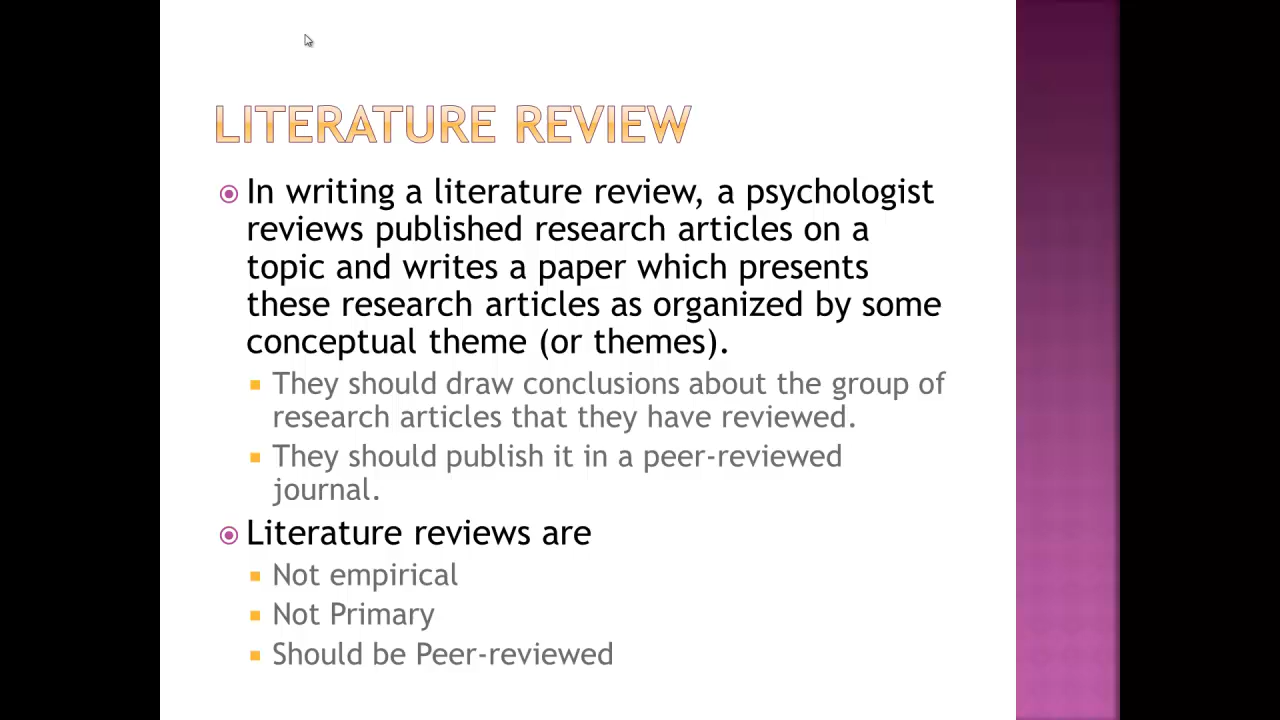 LITERATURE REVIEW
In writing a literature review, a psychologist
reviews published research articles on a
topic and writes a paper which presents
these research articles as organized by some
conceptual theme (or themes).
They should draw conclusions about the group of
research articles that they have reviewed.
They should publish it in a peer-reviewed
journal.
Literature reviews are
Not empirical
Not Primary
Should be Peer-reviewed